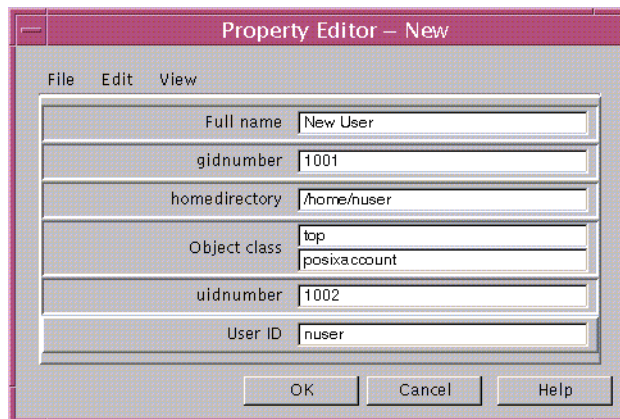 Property Editor – New
File Edit View
Full name New User
gidnumber 1001
homedirectory /home/nuser
Object class top
posixaccount
uidnumber 1002
User ID nuser
OK Cancel Help